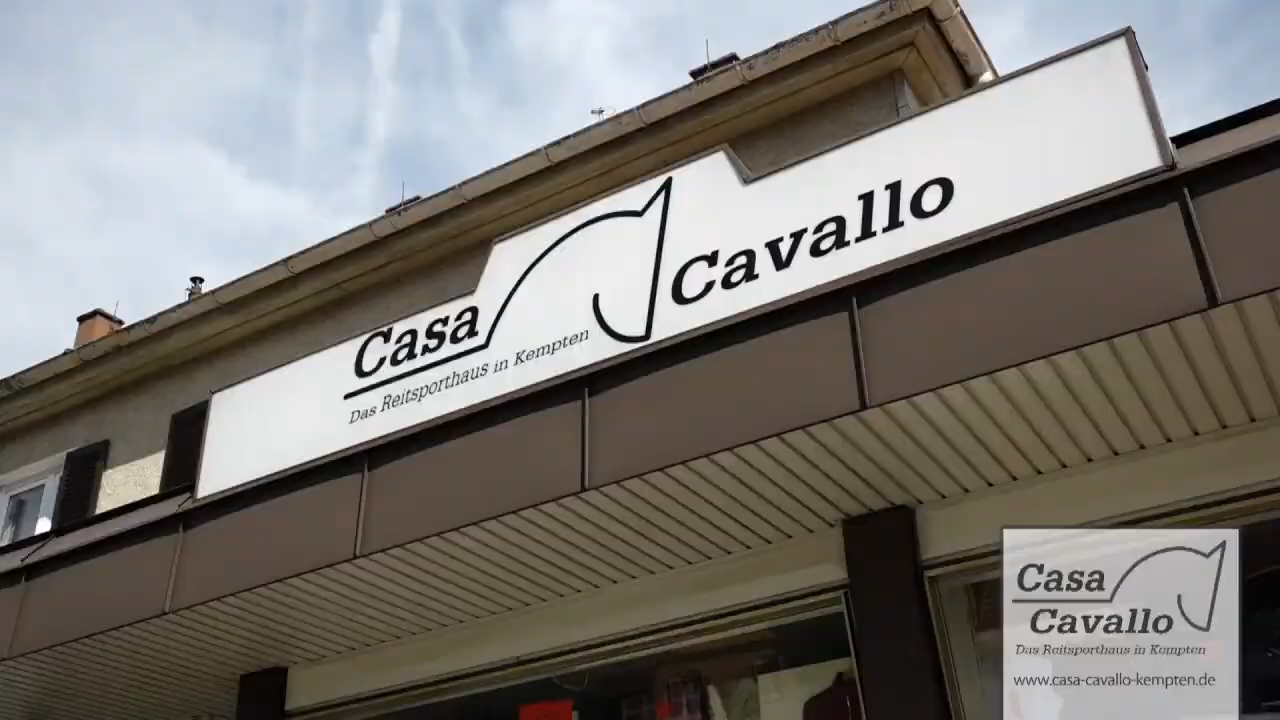 Casa Cavallo
Das Reitsporthaus in Kempten
Casa
Cavallo
Das Reitsporthaus in Kempten
www.casa-cavallo-kempten.de